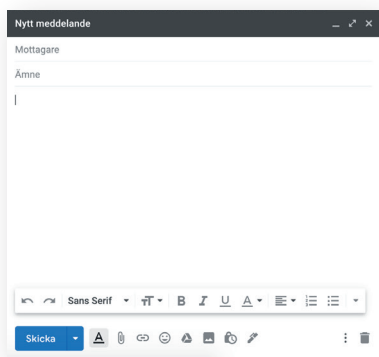 Nytt meddelande
Mottagare
Ämne
Sans Serif
B I U A
Skicka A